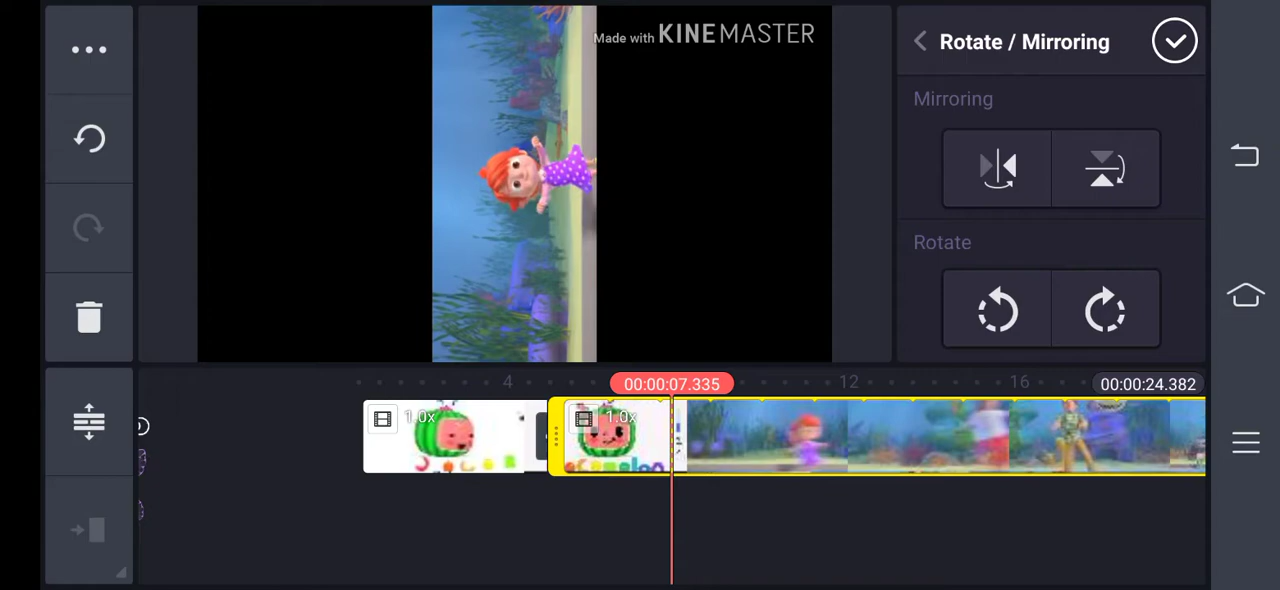 Made with KINEMASTER
Rotate / Mirroring
Mirroring
Rotate
4
00:00:07.335
12
16
00:00:24.382
1.0x
1.0x